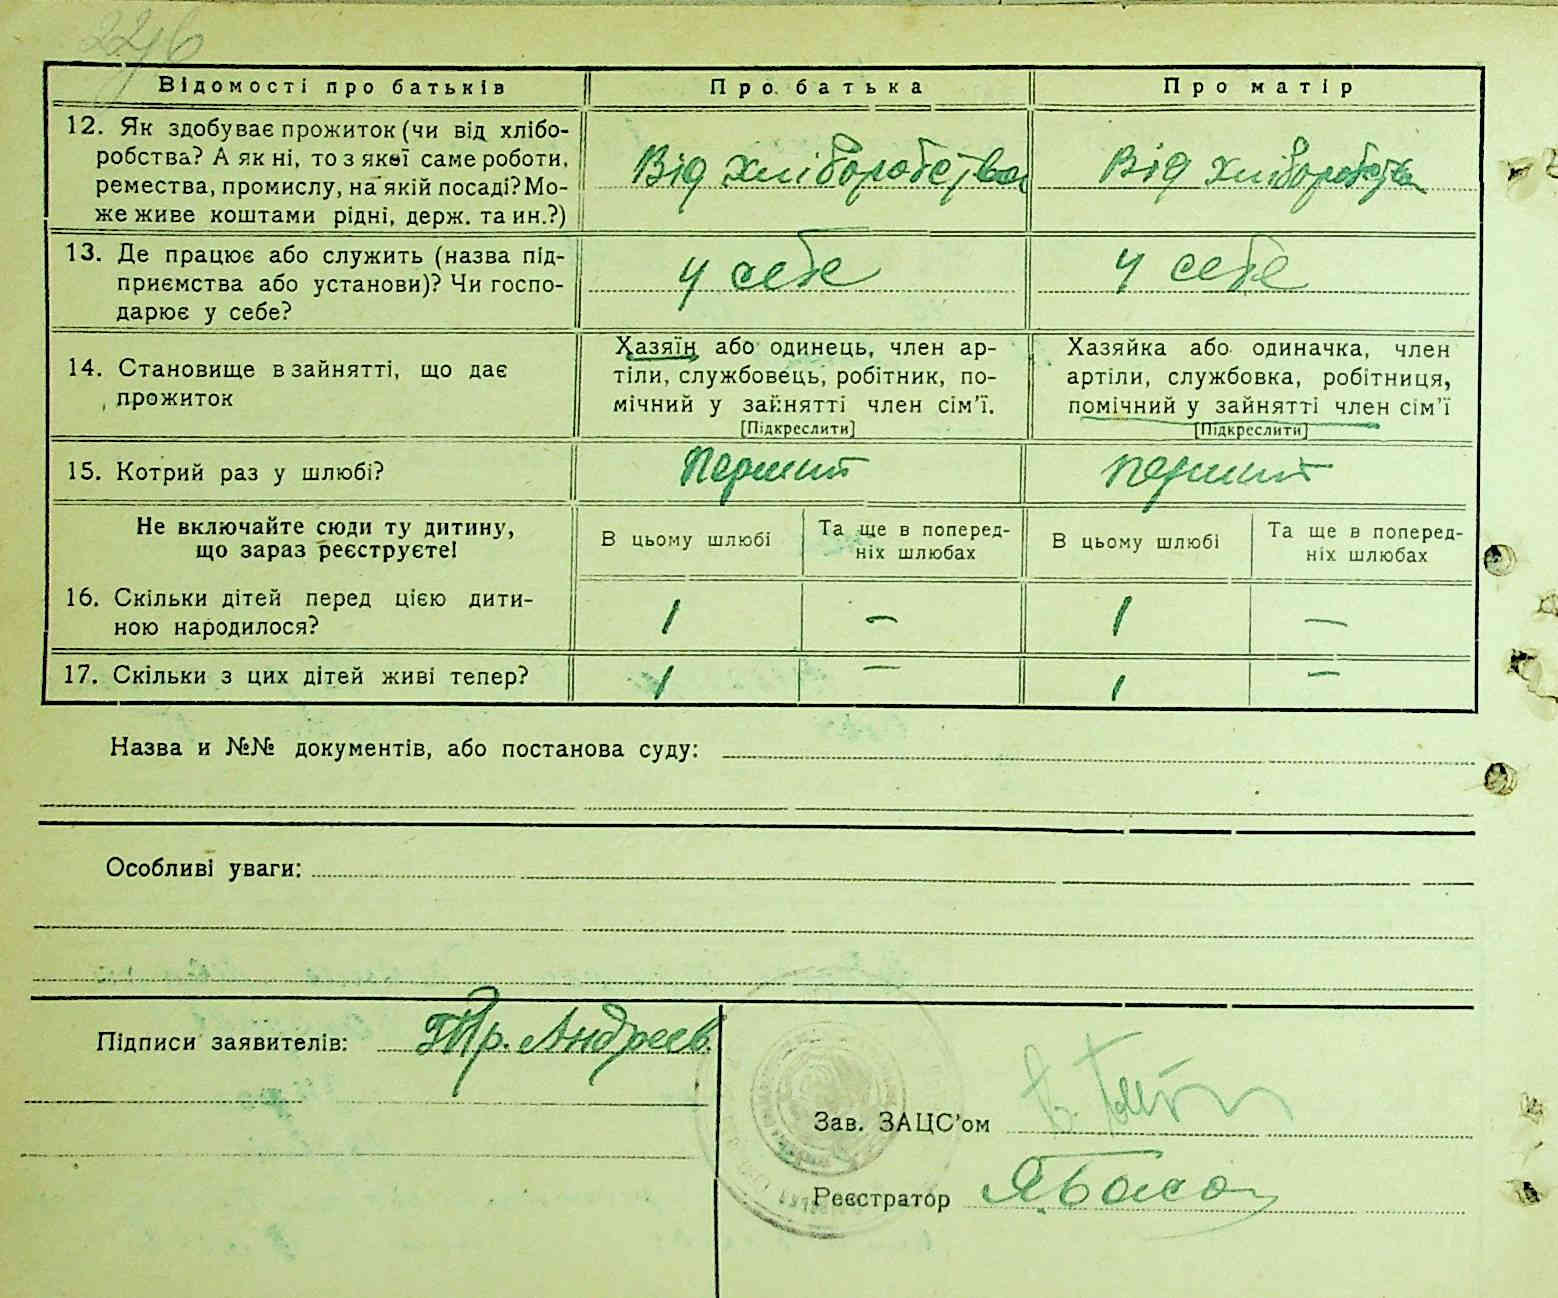 Відомості про батьків
Про батька
Про матір
12. Як здобуває прожиток (чи від хлібо-
робства? А як ні, то з якої саме роботи,
ремества, промислу, на якій посаді? Мо-
же живе коштами рідні, держ. та ин.?)
Від хліборобства
Від хліборобства
13. Де працює або служить (назва під-
приємства або установи)? Чи госпо-
дарює у себе?
у себе
у себе
14. Становище в зайнятті, що дає
прожиток
Хазяїн або одинець, член ар-
тілі, службовець, робітник, по-
мічний у зайнятті член сім'ї.
[Підкреслити]
Хазяйка або одиначка, член
артіли, службовка, робітниця,
помічний у зайнятті член сім'ї
[Підкреслити]
15. Котрий раз у шлюбі?
Перший
Перший
Не включайте сюди ту дитину,
що зараз реєструєте!
В цьому шлюбі
Та ще в поперед-
ніх шлюбах
В цьому шлюбі
Та ще в поперед-
ніх шлюбах
16. Скільки дітей перед цією дити-
ною народилося?
1 — 1 —
17. Скільки з цих дітей живі тепер?
1 — 1 —
Назва и №№ документів, або постанова суду:
Особливі уваги:
Підписи заявителів: Андреев
Зав. ЗАЦС'ом
Реєстратор